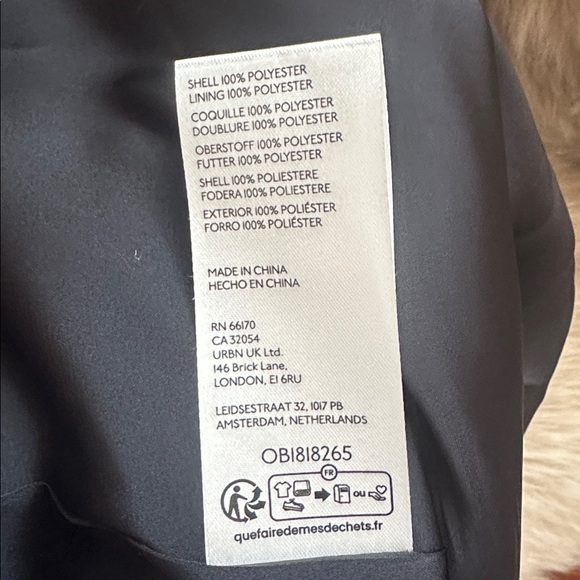 SHELL 100% POLYESTER
LINING 100% POLYESTER
COQUILLE 100% POLYESTER
DOUBLURE 100% POLYESTER
OBERSTOFF 100% POLYESTER
FUTTER 100% POLYESTER
SHELL 100% POLIESTERE
FODERA 100% POLIESTERE
EXTERIOR 100% POLIÉSTER
FORRO 100% POLIÉSTER
MADE IN CHINA
HECHO EN CHINA
RN 66170
CA 32054
URBN UK Ltd.
146 Brick Lane,
LONDON, E1 6RU
LEIDSESTRAAT 32, 1017 PB
AMSTERDAM, NETHERLANDS
OB1818265
FR
OU
quefairedemesdechets.fr